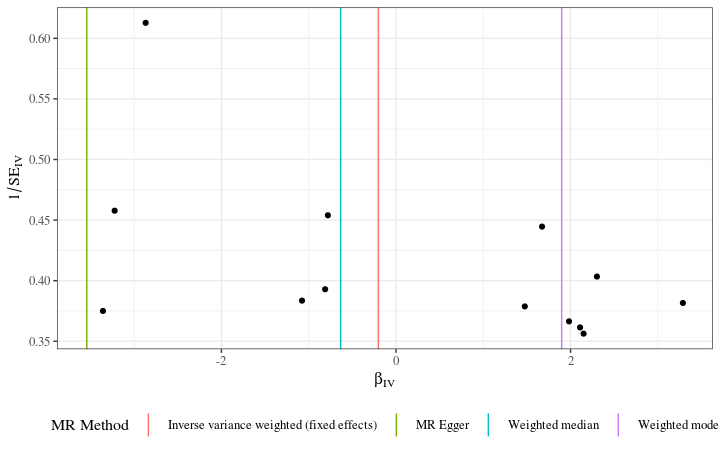 0.60
0.55
0.50
0.45
0.40
0.35
1/SE_IV
-2 0 2
β_IV
MR Method Inverse variance weighted (fixed effects) MR Egger Weighted median Weighted mode